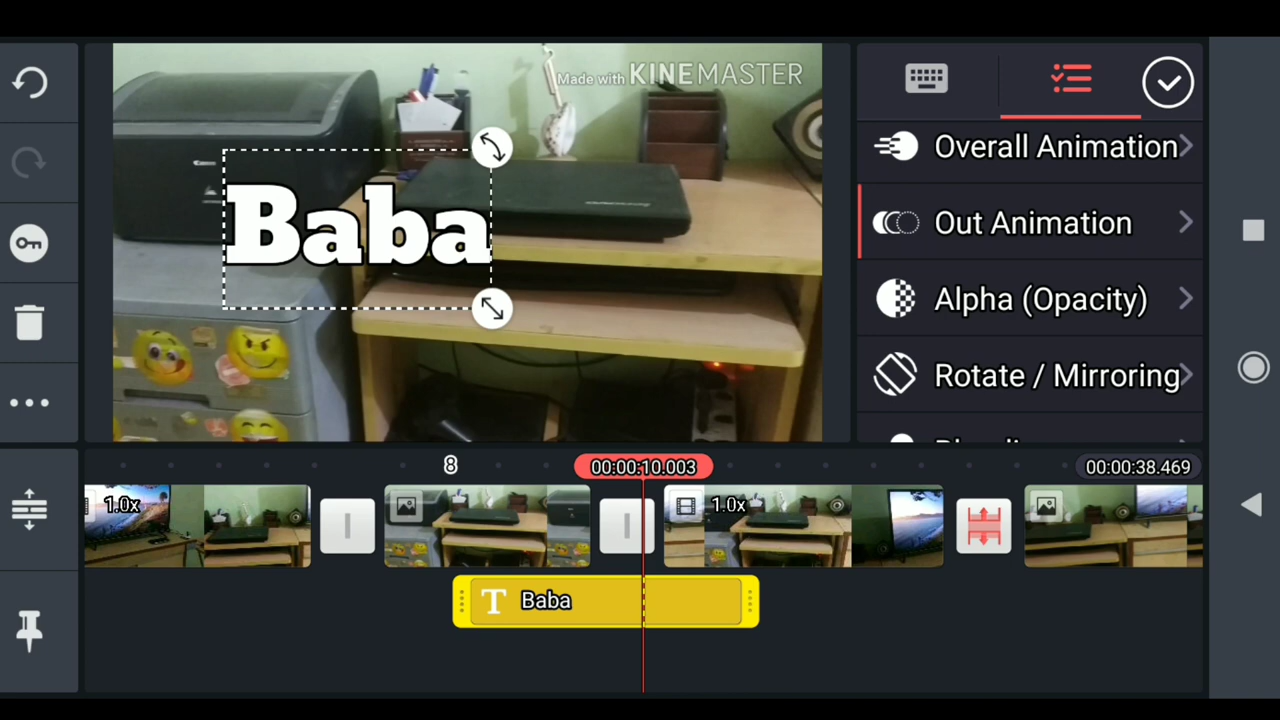 Made with KINEMASTER
Baba
Overall Animation
Out Animation
Alpha (Opacity)
Rotate / Mirroring
8
00:00:10.003
00:00:38.469
1.0x
1.0x
T Baba